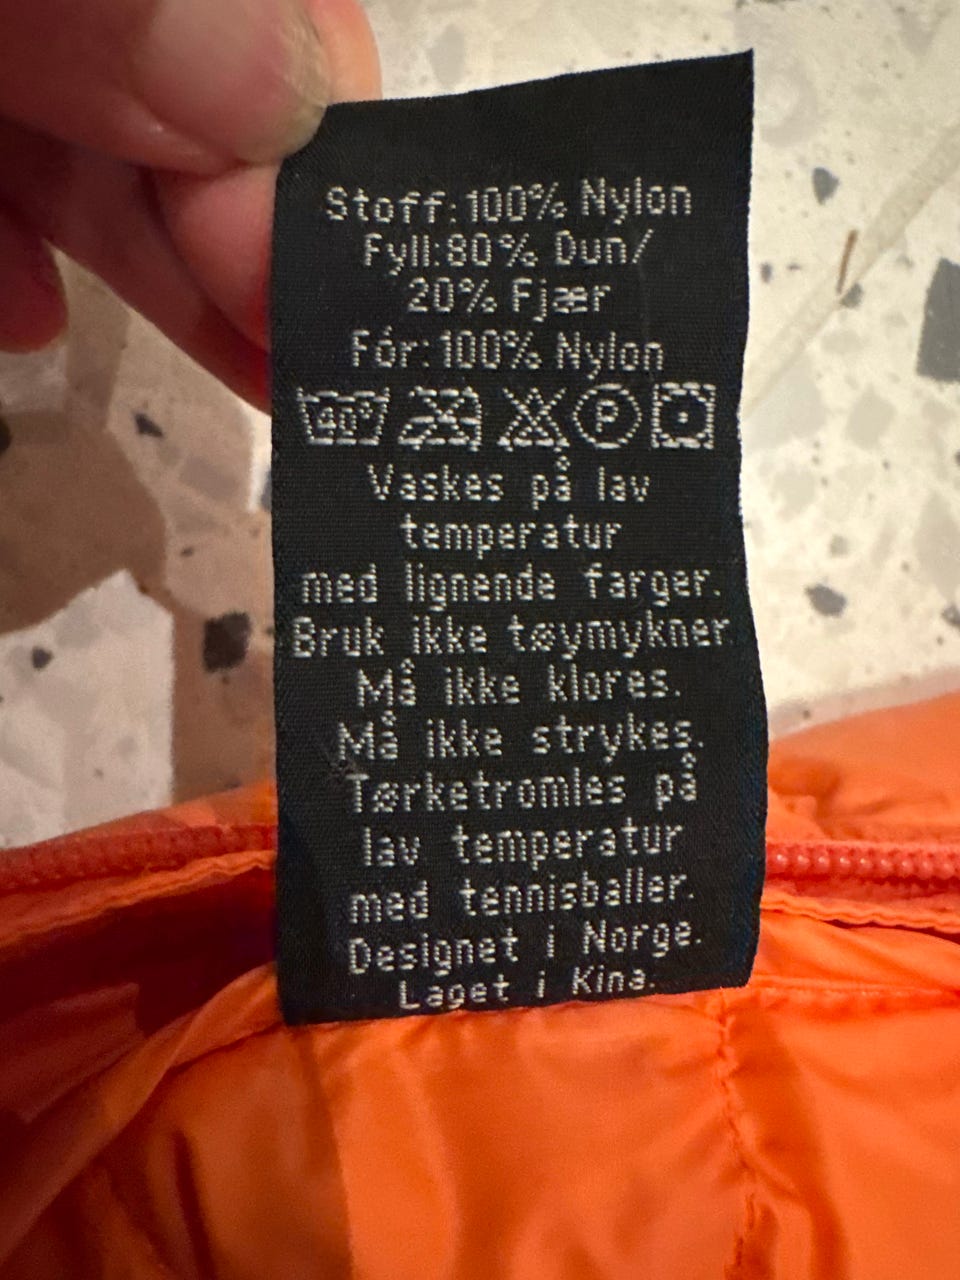 Stoff:100% Nylon
Fyll:80% Dun/
20% Fjær
Fór:100% Nylon
40° P
Vaskes på lav
temperatur
med lignende farger.
Bruk ikke tøymykner
Må ikke klores.
Må ikke strykes.
Tørketromles på
lav temperatur
med tennisballer.
Designet i Norge.
Laget i Kina.